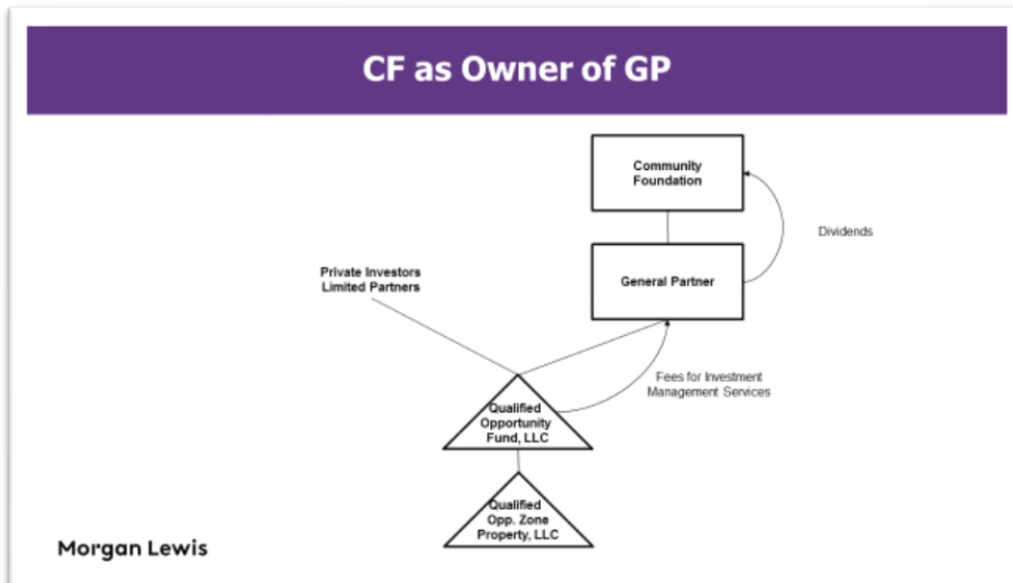 CF as Owner of GP
Community
Foundation
Dividends
General Partner
Private Investors
Limited Partners
Fees for Investment
Management Services
Qualified
Opportunity
Fund, LLC
Qualified
Opp. Zone
Property, LLC
Morgan Lewis